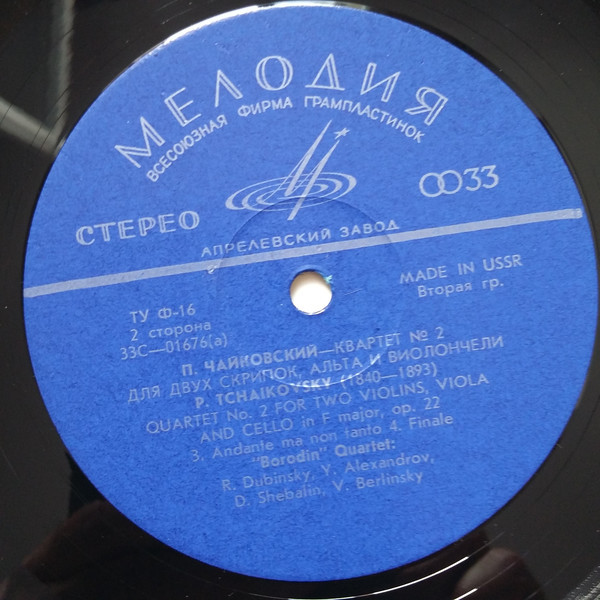 МЕЛОДИЯ
ВСЕСОЮЗНАЯ ФИРМА ГРАМПЛАСТИНОК
СТЕРЕО
33
АПРЕЛЕВСКИЙ ЗАВОД
ТУ Ф-16
2 сторона
33С—01676(а)
MADE IN USSR
Вторая гр.
П. ЧАЙКОВСКИЙ—КВАРТЕТ № 2
ДЛЯ ДВУХ СКРИПОК, АЛЬТА И ВИОЛОНЧЕЛИ
P. TCHAIKOVSKY (1840—1893)
QUARTET No. 2 FOR TWO VIOLINS, VIOLA
AND CELLO in F major, op. 22
3. Andante ma non tanto 4. Finale
"Borodin" Quartet:
R. Dubinsky, Y. Alexandrov,
D. Shebalin, V. Berlinsky